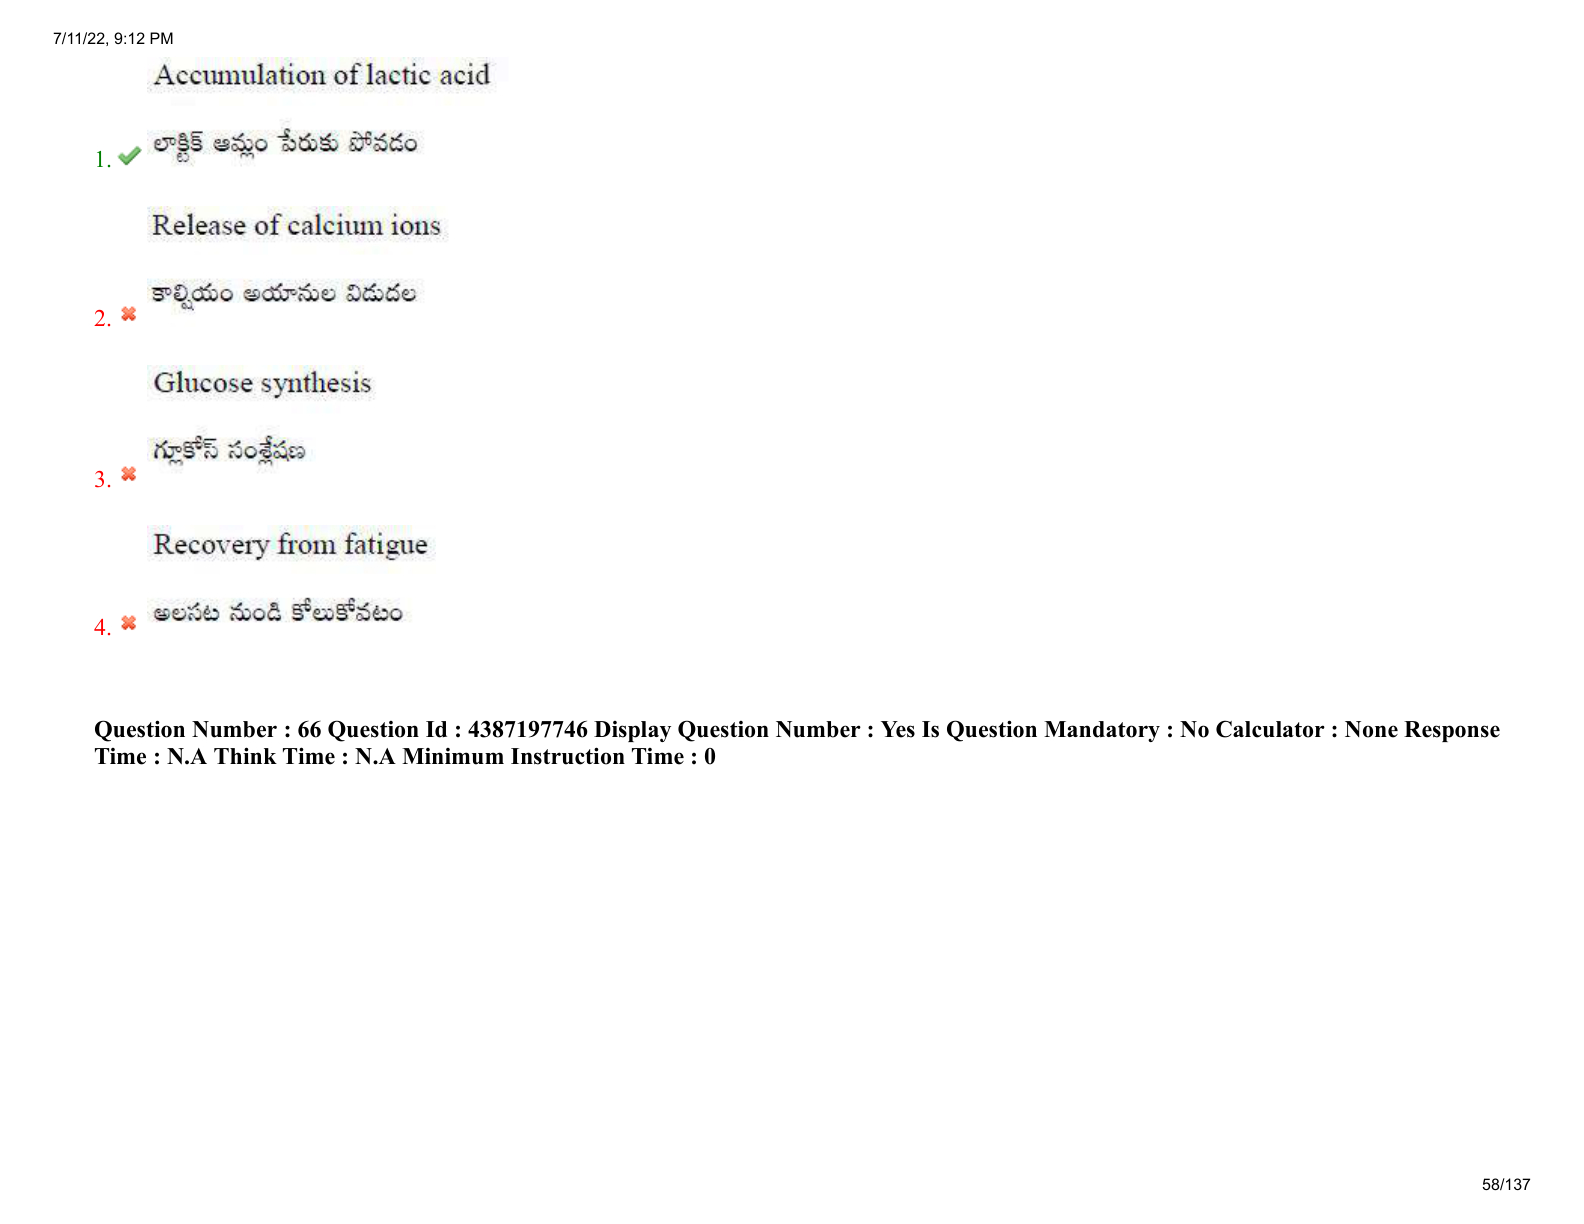 7/11/22, 9:12 PM
Accumulation of lactic acid
లాక్టిక్ ఆమ్లం పేరుకు పోవడం
1.
Release of calcium ions
కాల్షియం అయానుల విడుదల
2.
Glucose synthesis
గ్లూకోస్ సంశ్లేషణ
3.
Recovery from fatigue
అలసట నుండి కోలుకోవటం
4.
Question Number : 66 Question Id : 4387197746 Display Question Number : Yes Is Question Mandatory : No Calculator : None Response
Time : N.A Think Time : N.A Minimum Instruction Time : 0
58/137